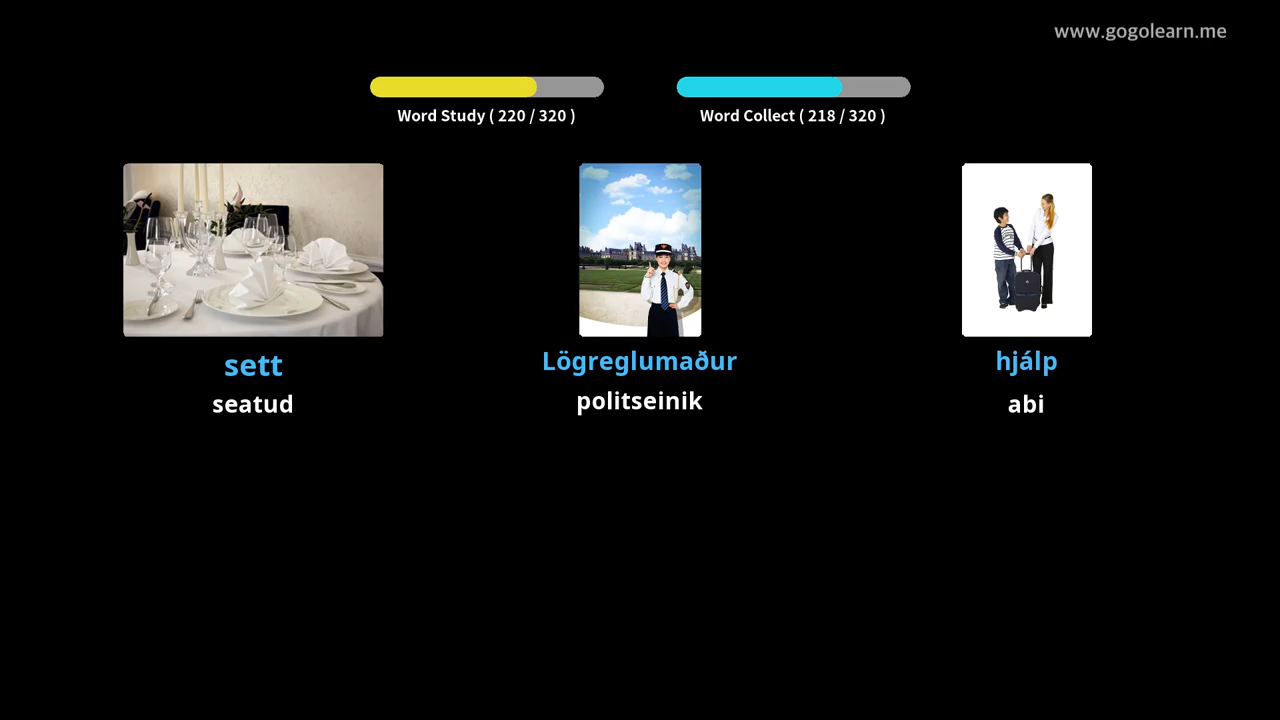 www.gogolearn.me
Word Study ( 220 / 320 )
Word Collect ( 218 / 320 )
sett
seatud
Lögreglumaður
politseinik
hjálp
abi